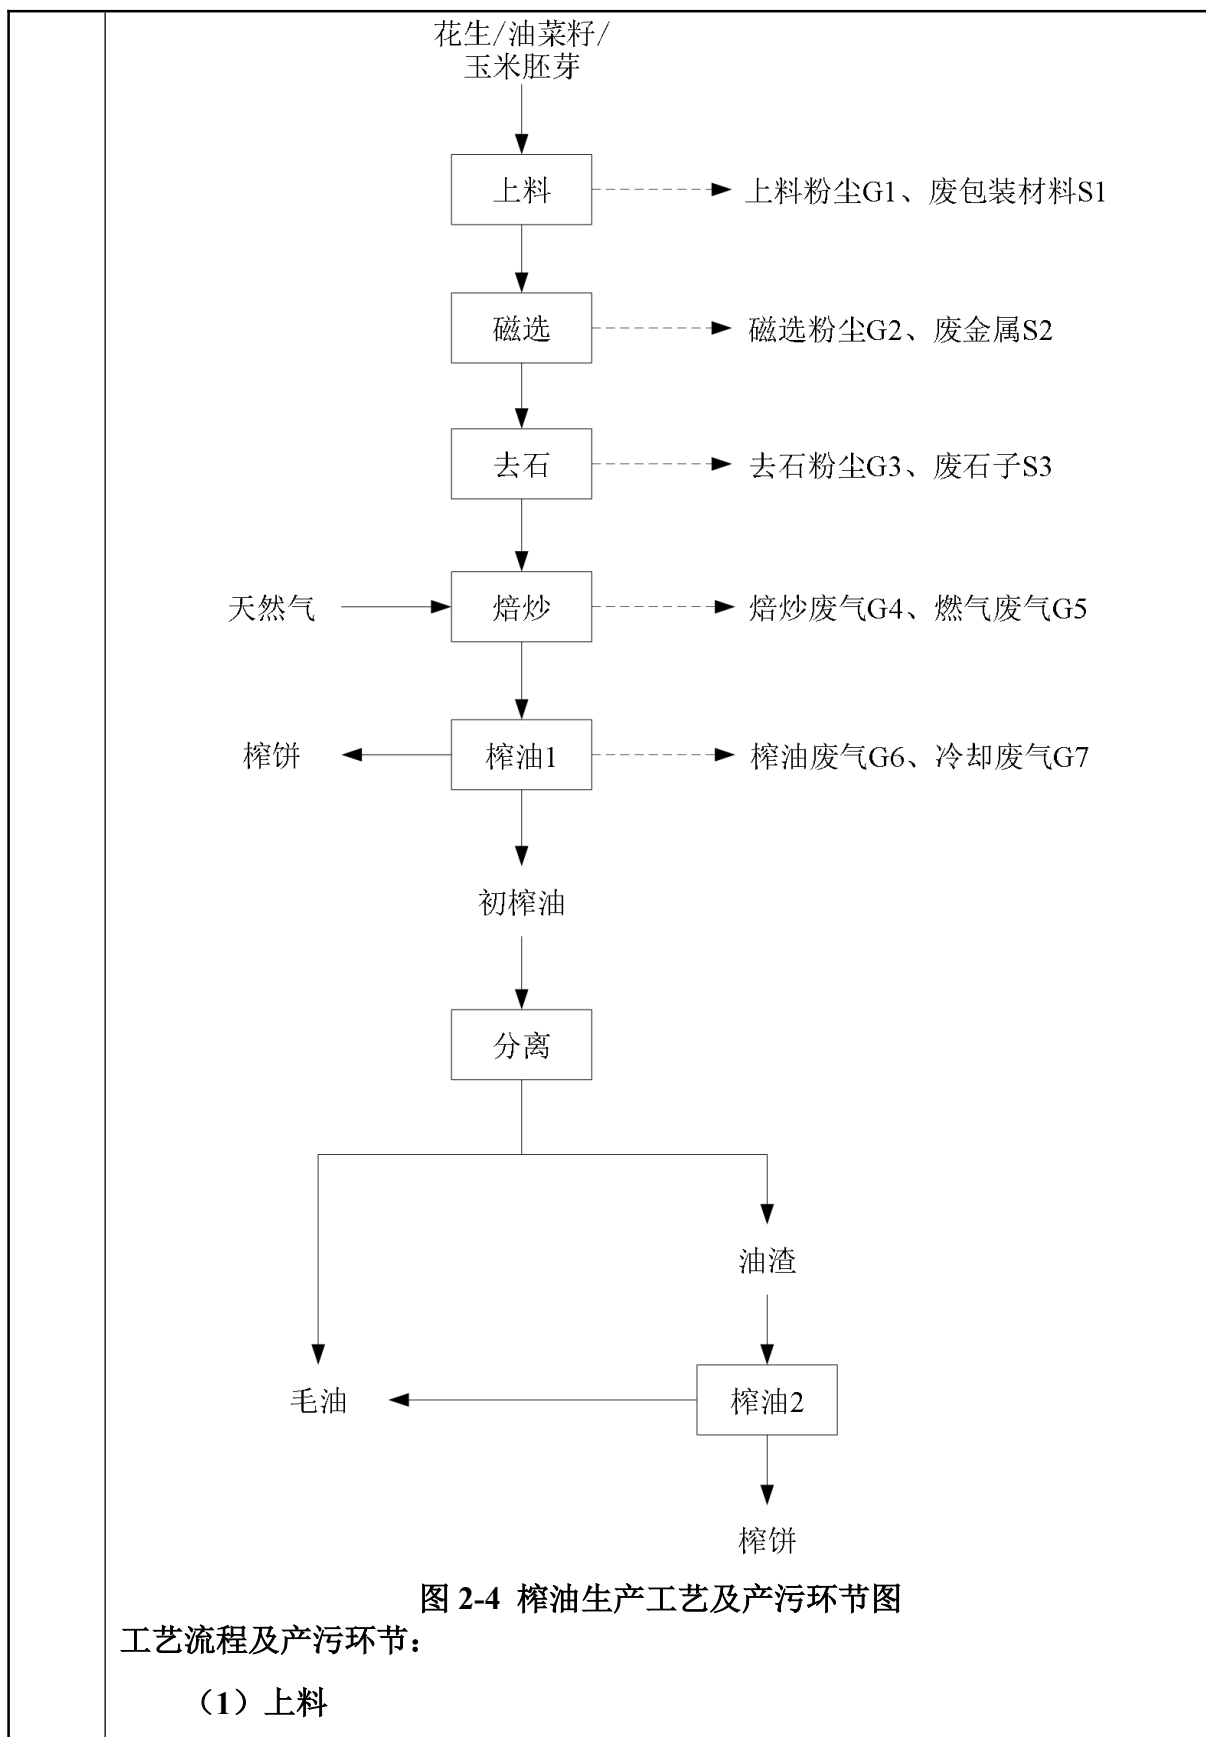 花生/油菜籽/
玉米胚芽
上料
上料粉尘G1、废包装材料S1
磁选
磁选粉尘G2、废金属S2
去石
去石粉尘G3、废石子S3
天然气
焙炒
焙炒废气G4、燃气废气G5
榨饼
榨油1
榨油废气G6、冷却废气G7
初榨油
分离
油渣
毛油
榨油2
榨饼
图 2-4 榨油生产工艺及产污环节图
工艺流程及产污环节：
（1）上料